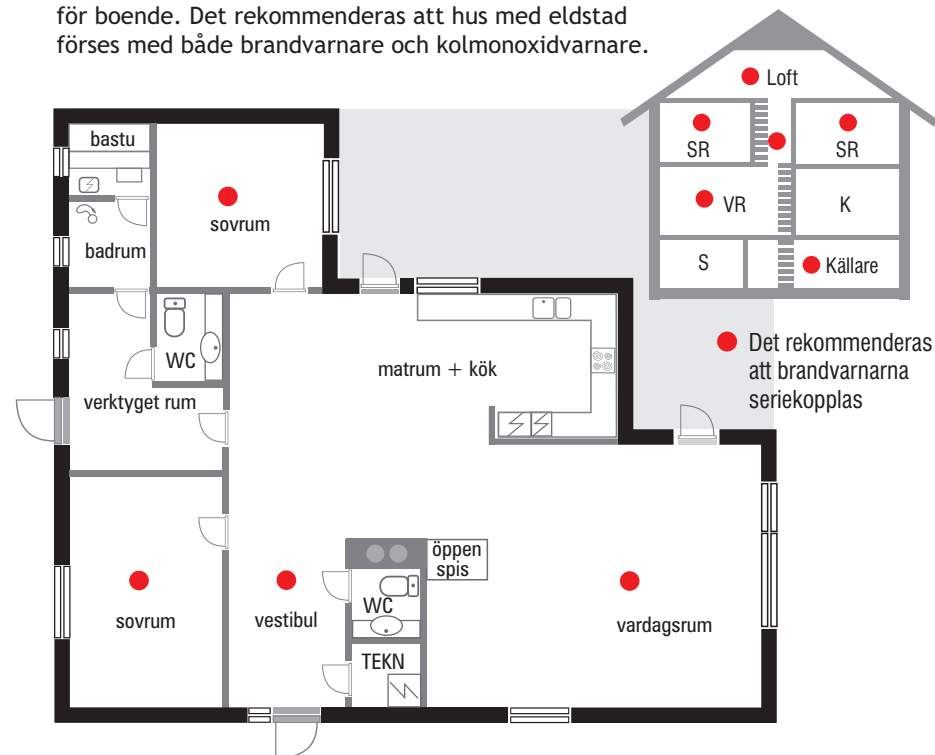 för boende. Det rekommenderas att hus med eldstad
förses med både brandvarnare och kolmonoxidvarnare.
Loft
SR
SR
VR
K
S
Källare
Det rekommenderas
att brandvarnarna
seriekopplas
bastu
sovrum
badrum
WC
matrum + kök
verktyget rum
öppen
spis
WC
sovrum
vestibul
vardagsrum
TEKN